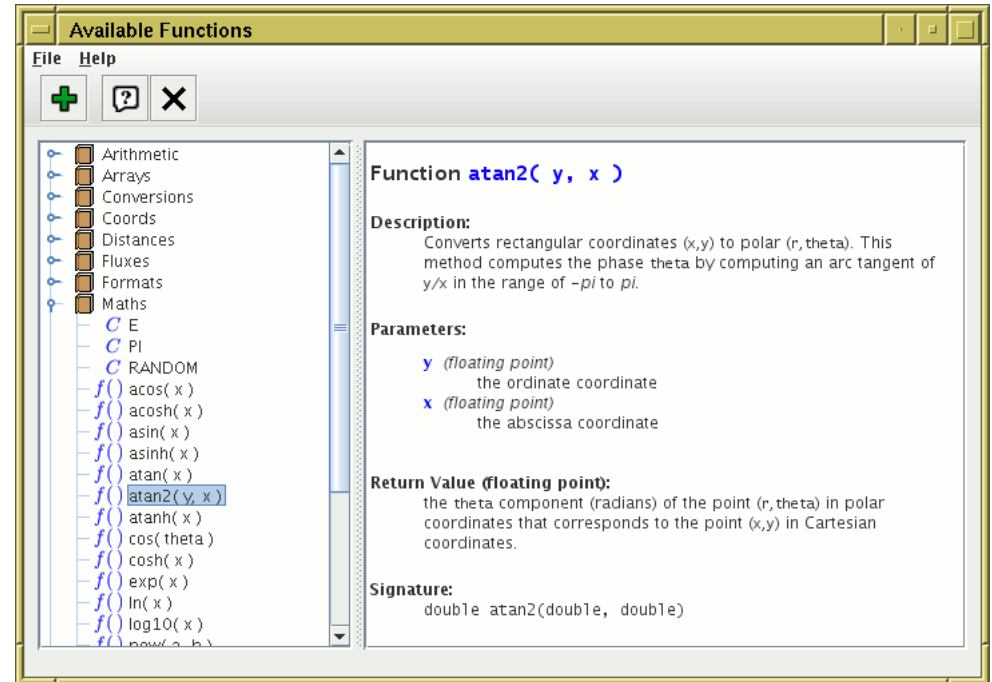 Available Functions
File Help
Arithmetic
Arrays
Conversions
Coords
Distances
Fluxes
Formats
Maths
C E
C PI
C RANDOM
f() acos( x )
f() acosh( x )
f() asin( x )
f() asinh( x )
f() atan( x )
f() atan2( y, x )
f() atanh( x )
f() cos( theta )
f() cosh( x )
f() exp( x )
f() ln( x )
f() log10( x )
f() pow( a, b )
Function atan2( y, x )
Description:
Converts rectangular coordinates (x,y) to polar (r,theta). This
method computes the phase theta by computing an arc tangent of
y/x in the range of -pi to pi.
Parameters:
y (floating point)
the ordinate coordinate
x (floating point)
the abscissa coordinate
Return Value (floating point):
the theta component (radians) of the point (r,theta) in polar
coordinates that corresponds to the point (x,y) in Cartesian
coordinates.
Signature:
double atan2(double, double)